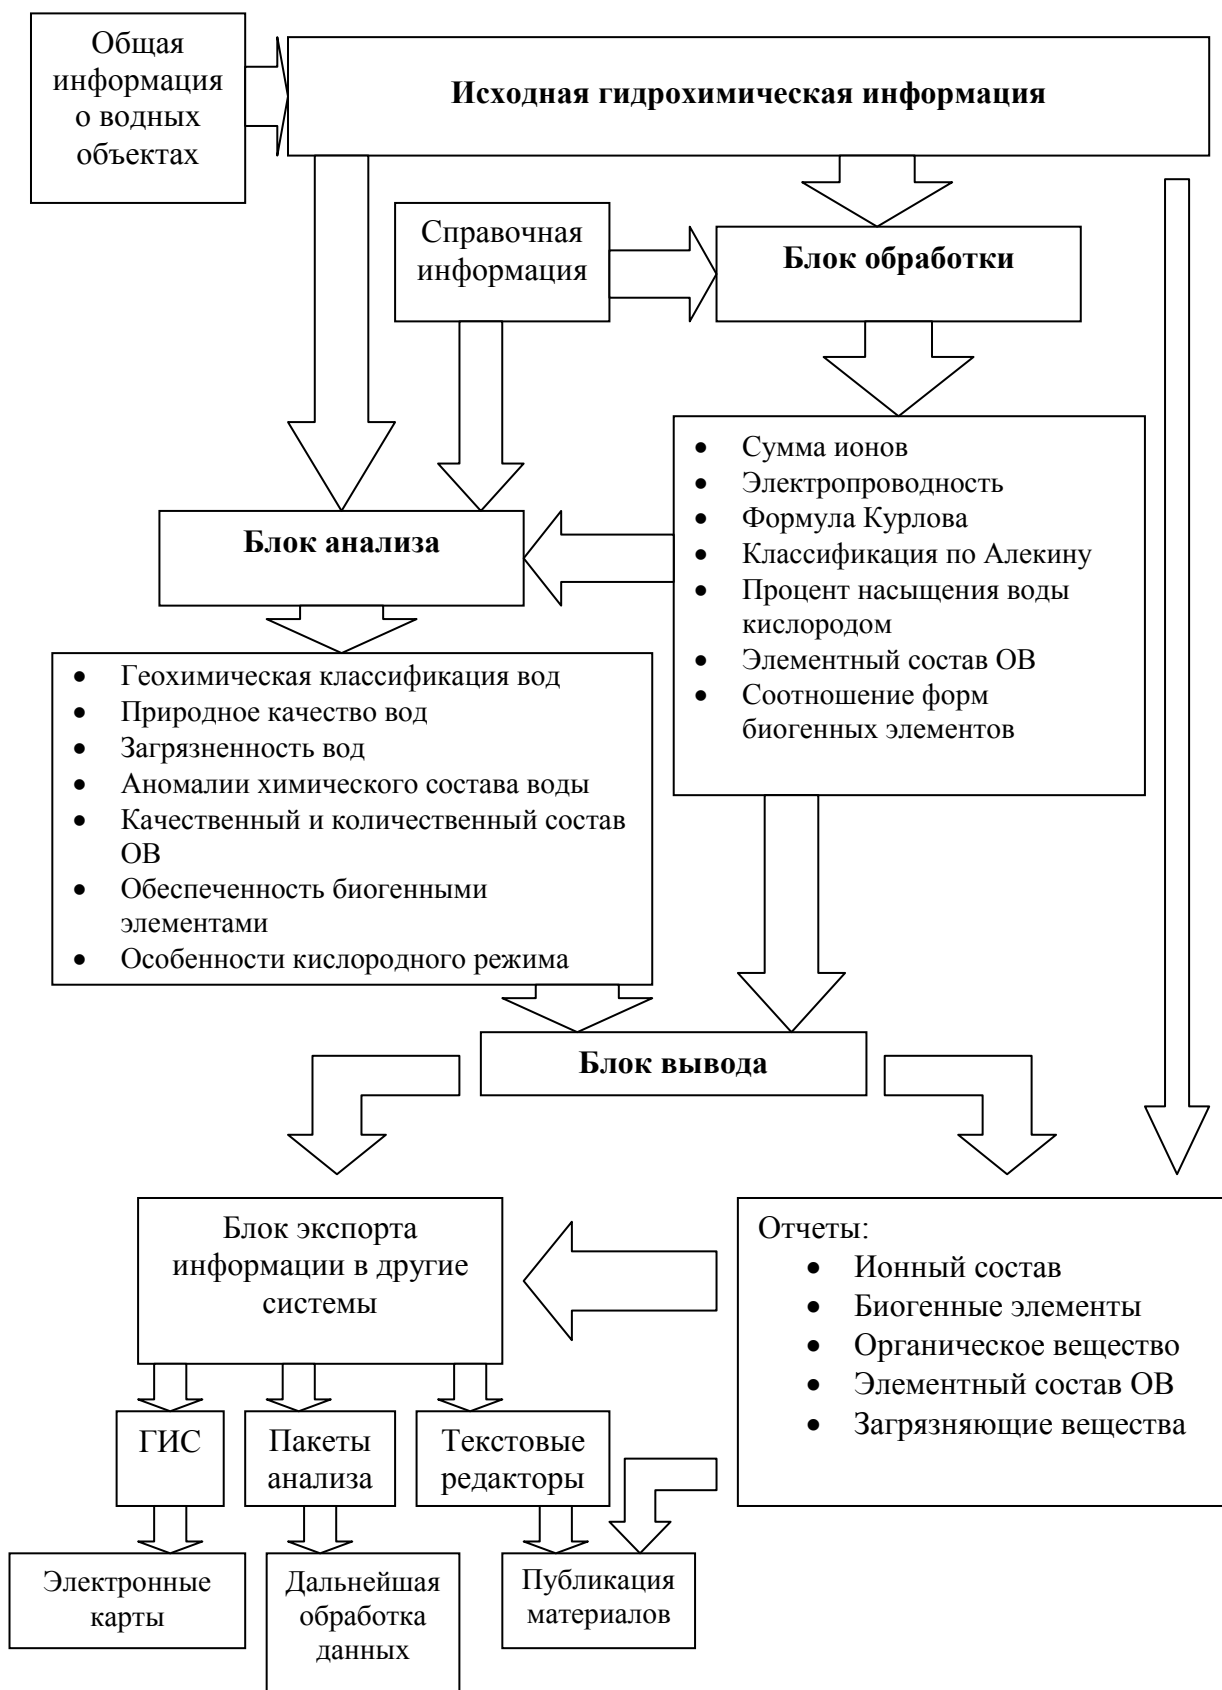 Общая
информация
о водных
объектах
Исходная гидрохимическая информация
Справочная
информация
Блок обработки
• Сумма ионов
• Электропроводность
• Формула Курлова
• Классификация по Алекину
• Процент насыщения воды
кислородом
• Элементный состав ОВ
• Соотношение форм
биогенных элементов
Блок анализа
• Геохимическая классификация вод
• Природное качество вод
• Загрязненность вод
• Аномалии химического состава воды
• Качественный и количественный состав
ОВ
• Обеспеченность биогенными
элементами
• Особенности кислородного режима
Блок вывода
Блок экспорта
информации в другие
системы
Отчеты:
• Ионный состав
• Биогенные элементы
• Органическое вещество
• Элементный состав ОВ
• Загрязняющие вещества
ГИС
Пакеты
анализа
Текстовые
редакторы
Электронные
карты
Дальнейшая
обработка
данных
Публикация
материалов